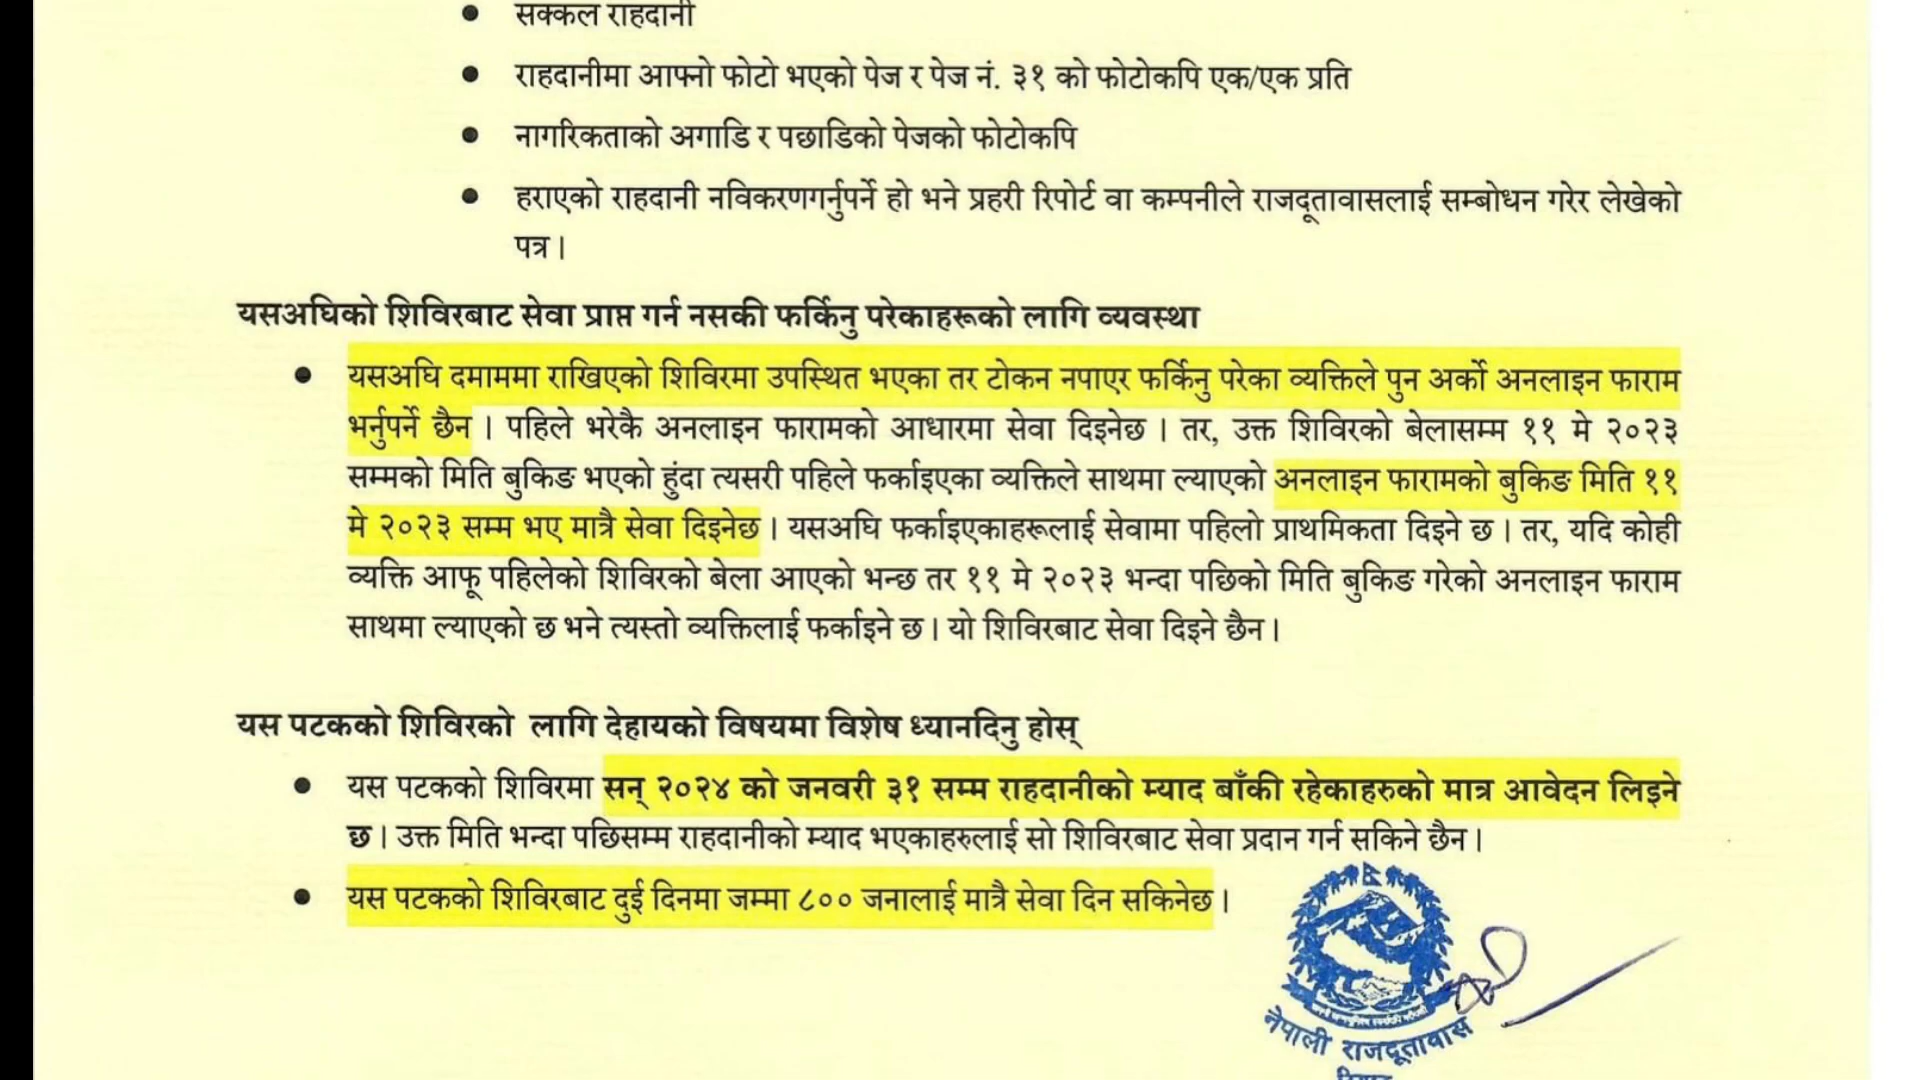 सक्कल राहदानी
राहदानीमा आफ्नो फोटो भएको पेज र पेज नं. ३१ को फोटोकपि एक/एक प्रति
नागरिकताको अगाडि र पछाडिको पेजको फोटोकपि
हराएको राहदानी नविकरणगर्नुपर्ने हो भने प्रहरी रिपोर्ट वा कम्पनीले राजदूतावासलाई सम्बोधन गरेर लेखेको
पत्र ।
यसअघिको शिविरबाट सेवा प्राप्त गर्न नसकी फर्किनु परेकाहरूको लागि व्यवस्था
यसअघि दमाममा राखिएको शिविरमा उपस्थित भएका तर टोकन नपाएर फर्किनु परेका व्यक्तिले पुन अर्को अनलाइन फाराम
भर्नुपर्ने छैन । पहिले भरेकै अनलाइन फारामको आधारमा सेवा दिइनेछ । तर, उक्त शिविरको बेलासम्म ११ मे २०२३
सम्मको मिति बुकिङ भएको हुंदा त्यसरी पहिले फर्काइएका व्यक्तिले साथमा ल्याएको अनलाइन फारामको बुकिङ मिति ११
मे २०२३ सम्म भए मात्रै सेवा दिइनेछ । यसअघि फर्काइएकाहरूलाई सेवामा पहिलो प्राथमिकता दिइने छ । तर, यदि कोही
व्यक्ति आफू पहिलेको शिविरको बेला आएको भन्छ तर ११ मे २०२३ भन्दा पछिको मिति बुकिङ गरेको अनलाइन फाराम
साथमा ल्याएको छ भने त्यस्तो व्यक्तिलाई फर्काइने छ । यो शिविरबाट सेवा दिइने छैन ।
यस पटकको शिविरको लागि देहायको विषयमा विशेष ध्यानदिनु होस्
यस पटकको शिविरमा सन् २०२४ को जनवरी ३१ सम्म राहदानीको म्याद बाँकी रहेकाहरुको मात्र आवेदन लिइने
छ । उक्त मिति भन्दा पछिसम्म राहदानीको म्याद भएकाहरुलाई सो शिविरबाट सेवा प्रदान गर्न सकिने छैन ।
यस पटकको शिविरबाट दुई दिनमा जम्मा ८०० जनालाई मात्रै सेवा दिन सकिनेछ ।
नेपाली राजदूतावास